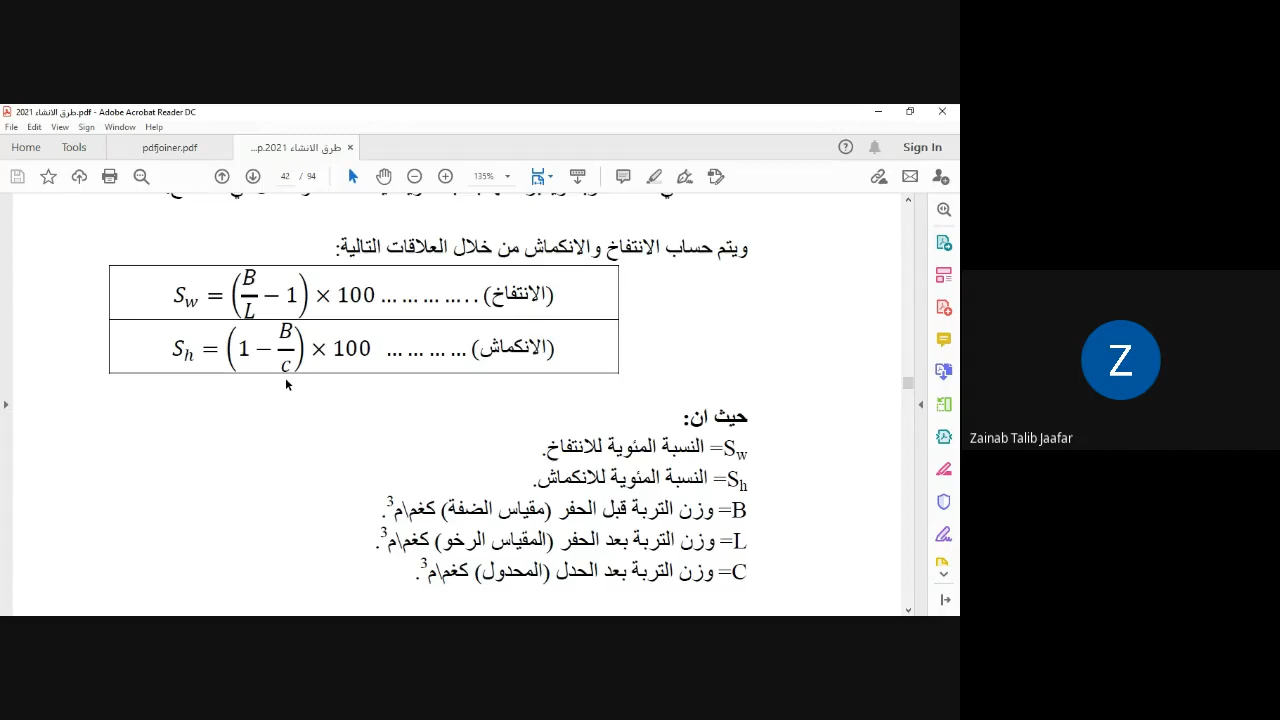 طرق الانشاء 2021.pdf - Adobe Acrobat Reader DC
File Edit View Sign Window Help
Home Tools pdfjoiner.pdf طرق الانشاء 2021.p... × Sign In
42 / 94 135%
ويتم حساب الانتفاخ والانكماش من خلال العلاقات التالية:
S_w = (B/L − 1) × 100 ... ... ... ... . . (الانتفاخ)
S_h = (1 − B/c) × 100 ... ... ... ... (الانكماش)
حيث ان:
S_w= النسبة المئوية للانتفاخ.
S_h= النسبة المئوية للانكماش.
B= وزن التربة قبل الحفر (مقياس الضفة) كغم\م³.
L= وزن التربة بعد الحفر (المقياس الرخو) كغم\م³.
C= وزن التربة بعد الحدل (المحدول) كغم\م³.
Z
Zainab Talib Jaafar